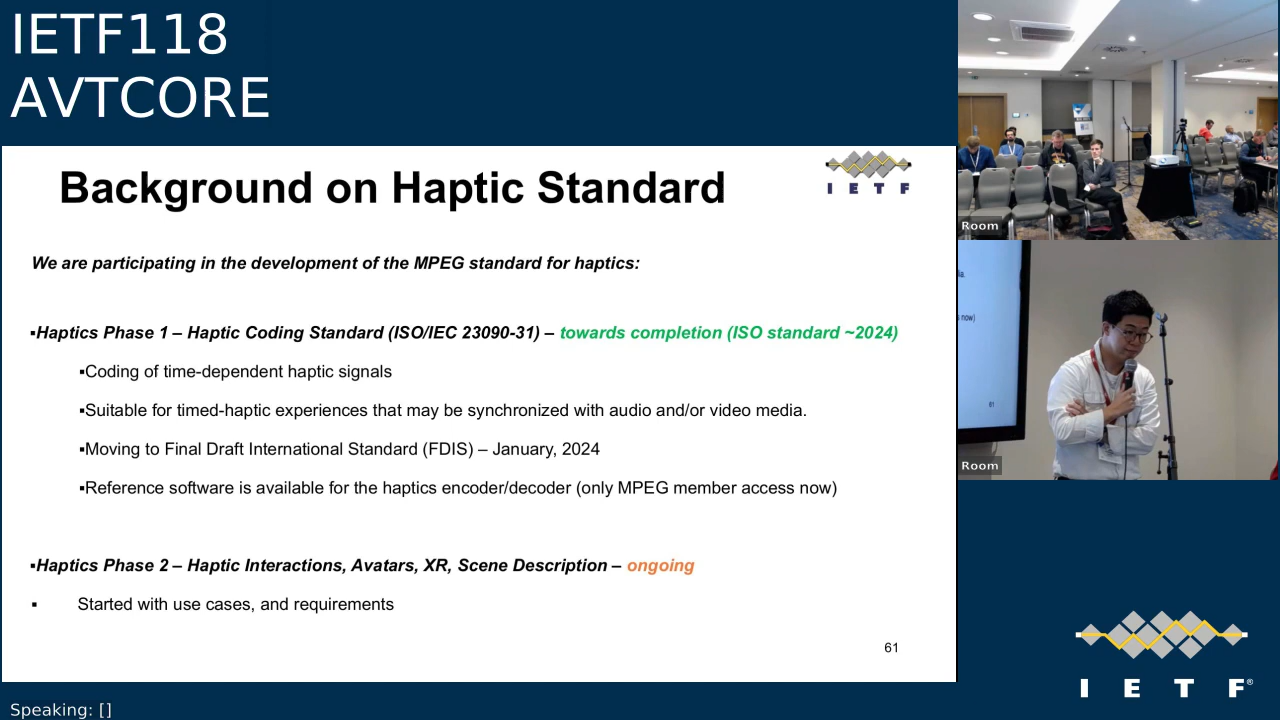 IETF118
AVTCORE
Background on Haptic Standard
I E T F
We are participating in the development of the MPEG standard for haptics:
▪Haptics Phase 1 – Haptic Coding Standard (ISO/IEC 23090-31) – towards completion (ISO standard ~2024)
▪Coding of time-dependent haptic signals
▪Suitable for timed-haptic experiences that may be synchronized with audio and/or video media.
▪Moving to Final Draft International Standard (FDIS) – January, 2024
▪Reference software is available for the haptics encoder/decoder (only MPEG member access now)
▪Haptics Phase 2 – Haptic Interactions, Avatars, XR, Scene Description – ongoing
▪ Started with use cases, and requirements
61
Room
now)
61
Room
I E T F®
Speaking: []